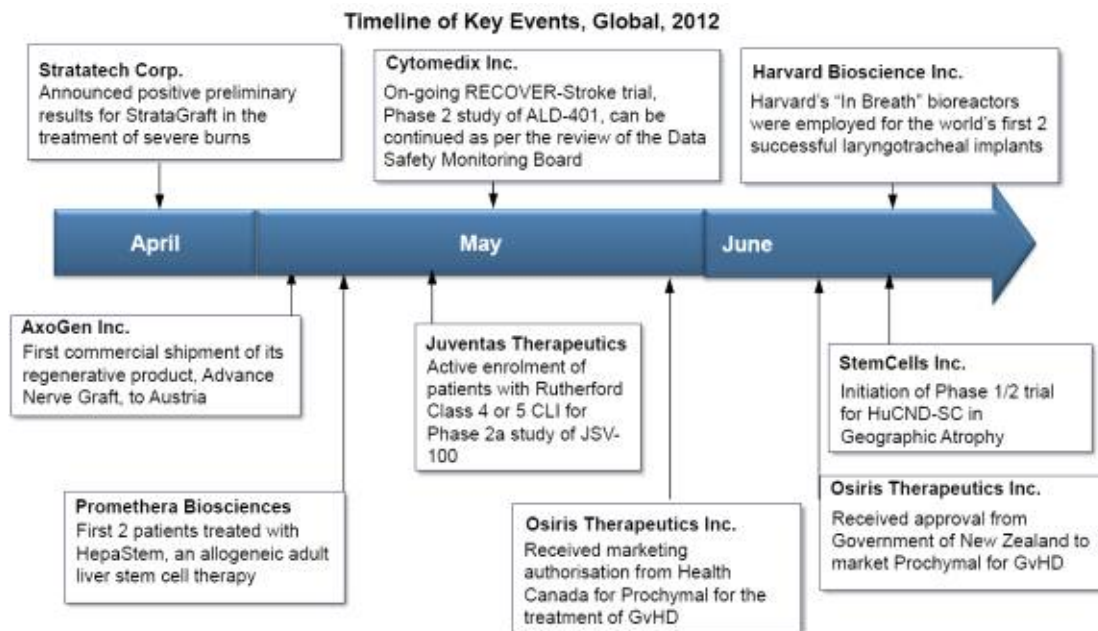 Timeline of Key Events, Global, 2012
Stratatech Corp.
Announced positive preliminary
results for StrataGraft in the
treatment of severe burns
Cytomedix Inc.
On-going RECOVER-Stroke trial,
Phase 2 study of ALD-401, can be
continued as per the review of the Data
Safety Monitoring Board
Harvard Bioscience Inc.
Harvard's “In Breath” bioreactors
were employed for the world's first 2
successful laryngotracheal implants
April
May
June
AxoGen Inc.
First commercial shipment of its
regenerative product, Advance
Nerve Graft, to Austria
Juventas Therapeutics
Active enrolment of
patients with Rutherford
Class 4 or 5 CLI for
Phase 2a study of JSV-
100
StemCells Inc.
Initiation of Phase 1/2 trial
for HuCND-SC in
Geographic Atrophy
Promethera Biosciences
First 2 patients treated with
HepaStem, an allogeneic adult
liver stem cell therapy
Osiris Therapeutics Inc.
Received marketing
authorisation from Health
Canada for Prochymal for the
treatment of GvHD
Osiris Therapeutics Inc.
Received approval from
Government of New Zealand to
market Prochymal for GvHD